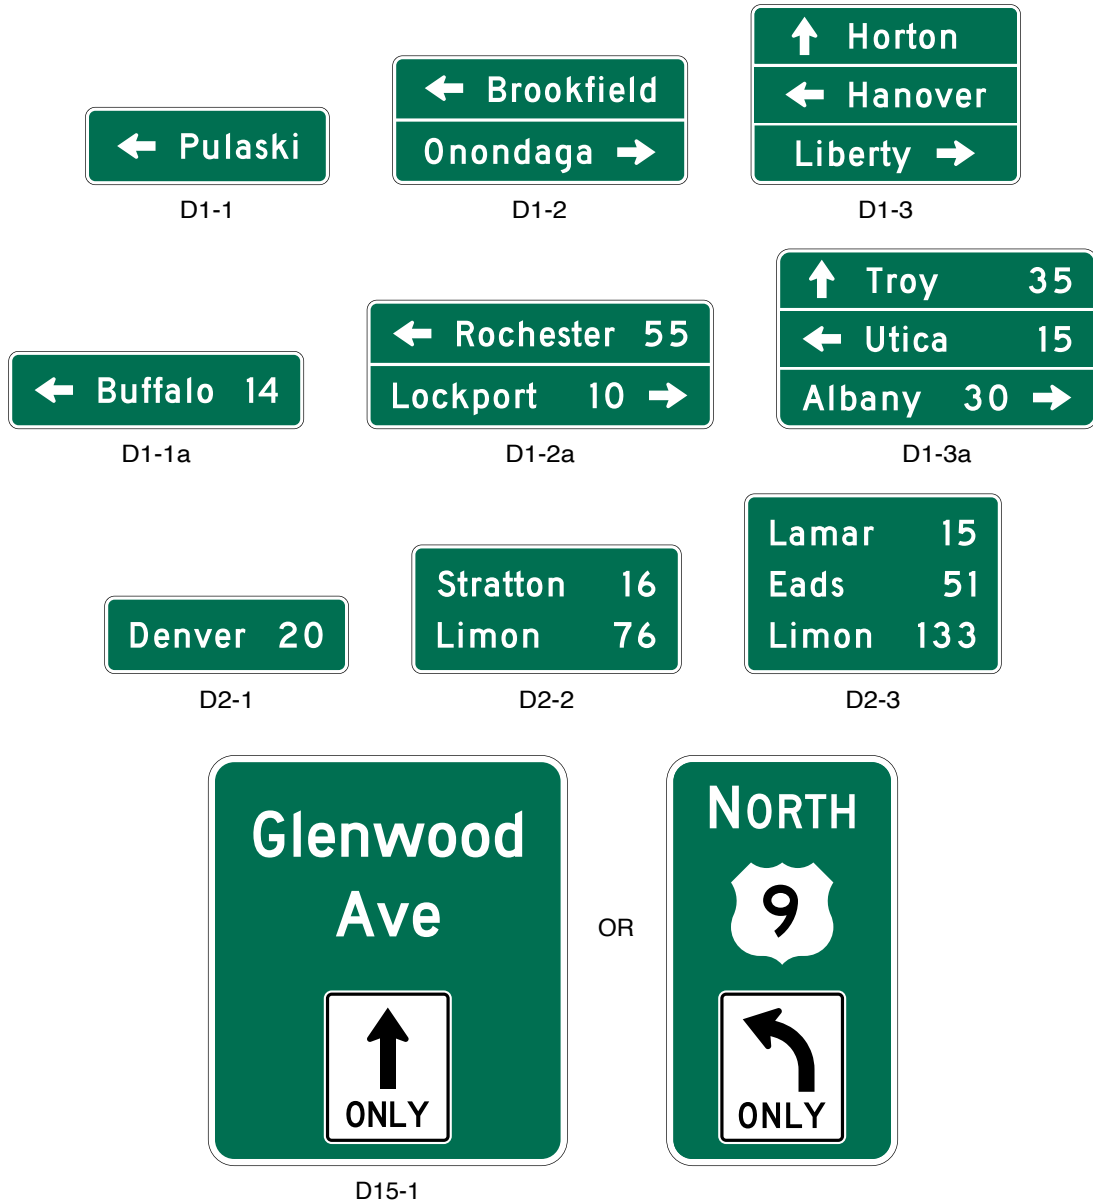 Pulaski
D1-1
Brookfield
Onondaga
D1-2
Horton
Hanover
Liberty
D1-3
Buffalo 14
D1-1a
Rochester 55
Lockport 10
D1-2a
Troy 35
Utica 15
Albany 30
D1-3a
Denver 20
D2-1
Stratton 16
Limon 76
D2-2
Lamar 15
Eads 51
Limon 133
D2-3
Glenwood
Ave
ONLY
OR
NORTH
9
ONLY
D15-1